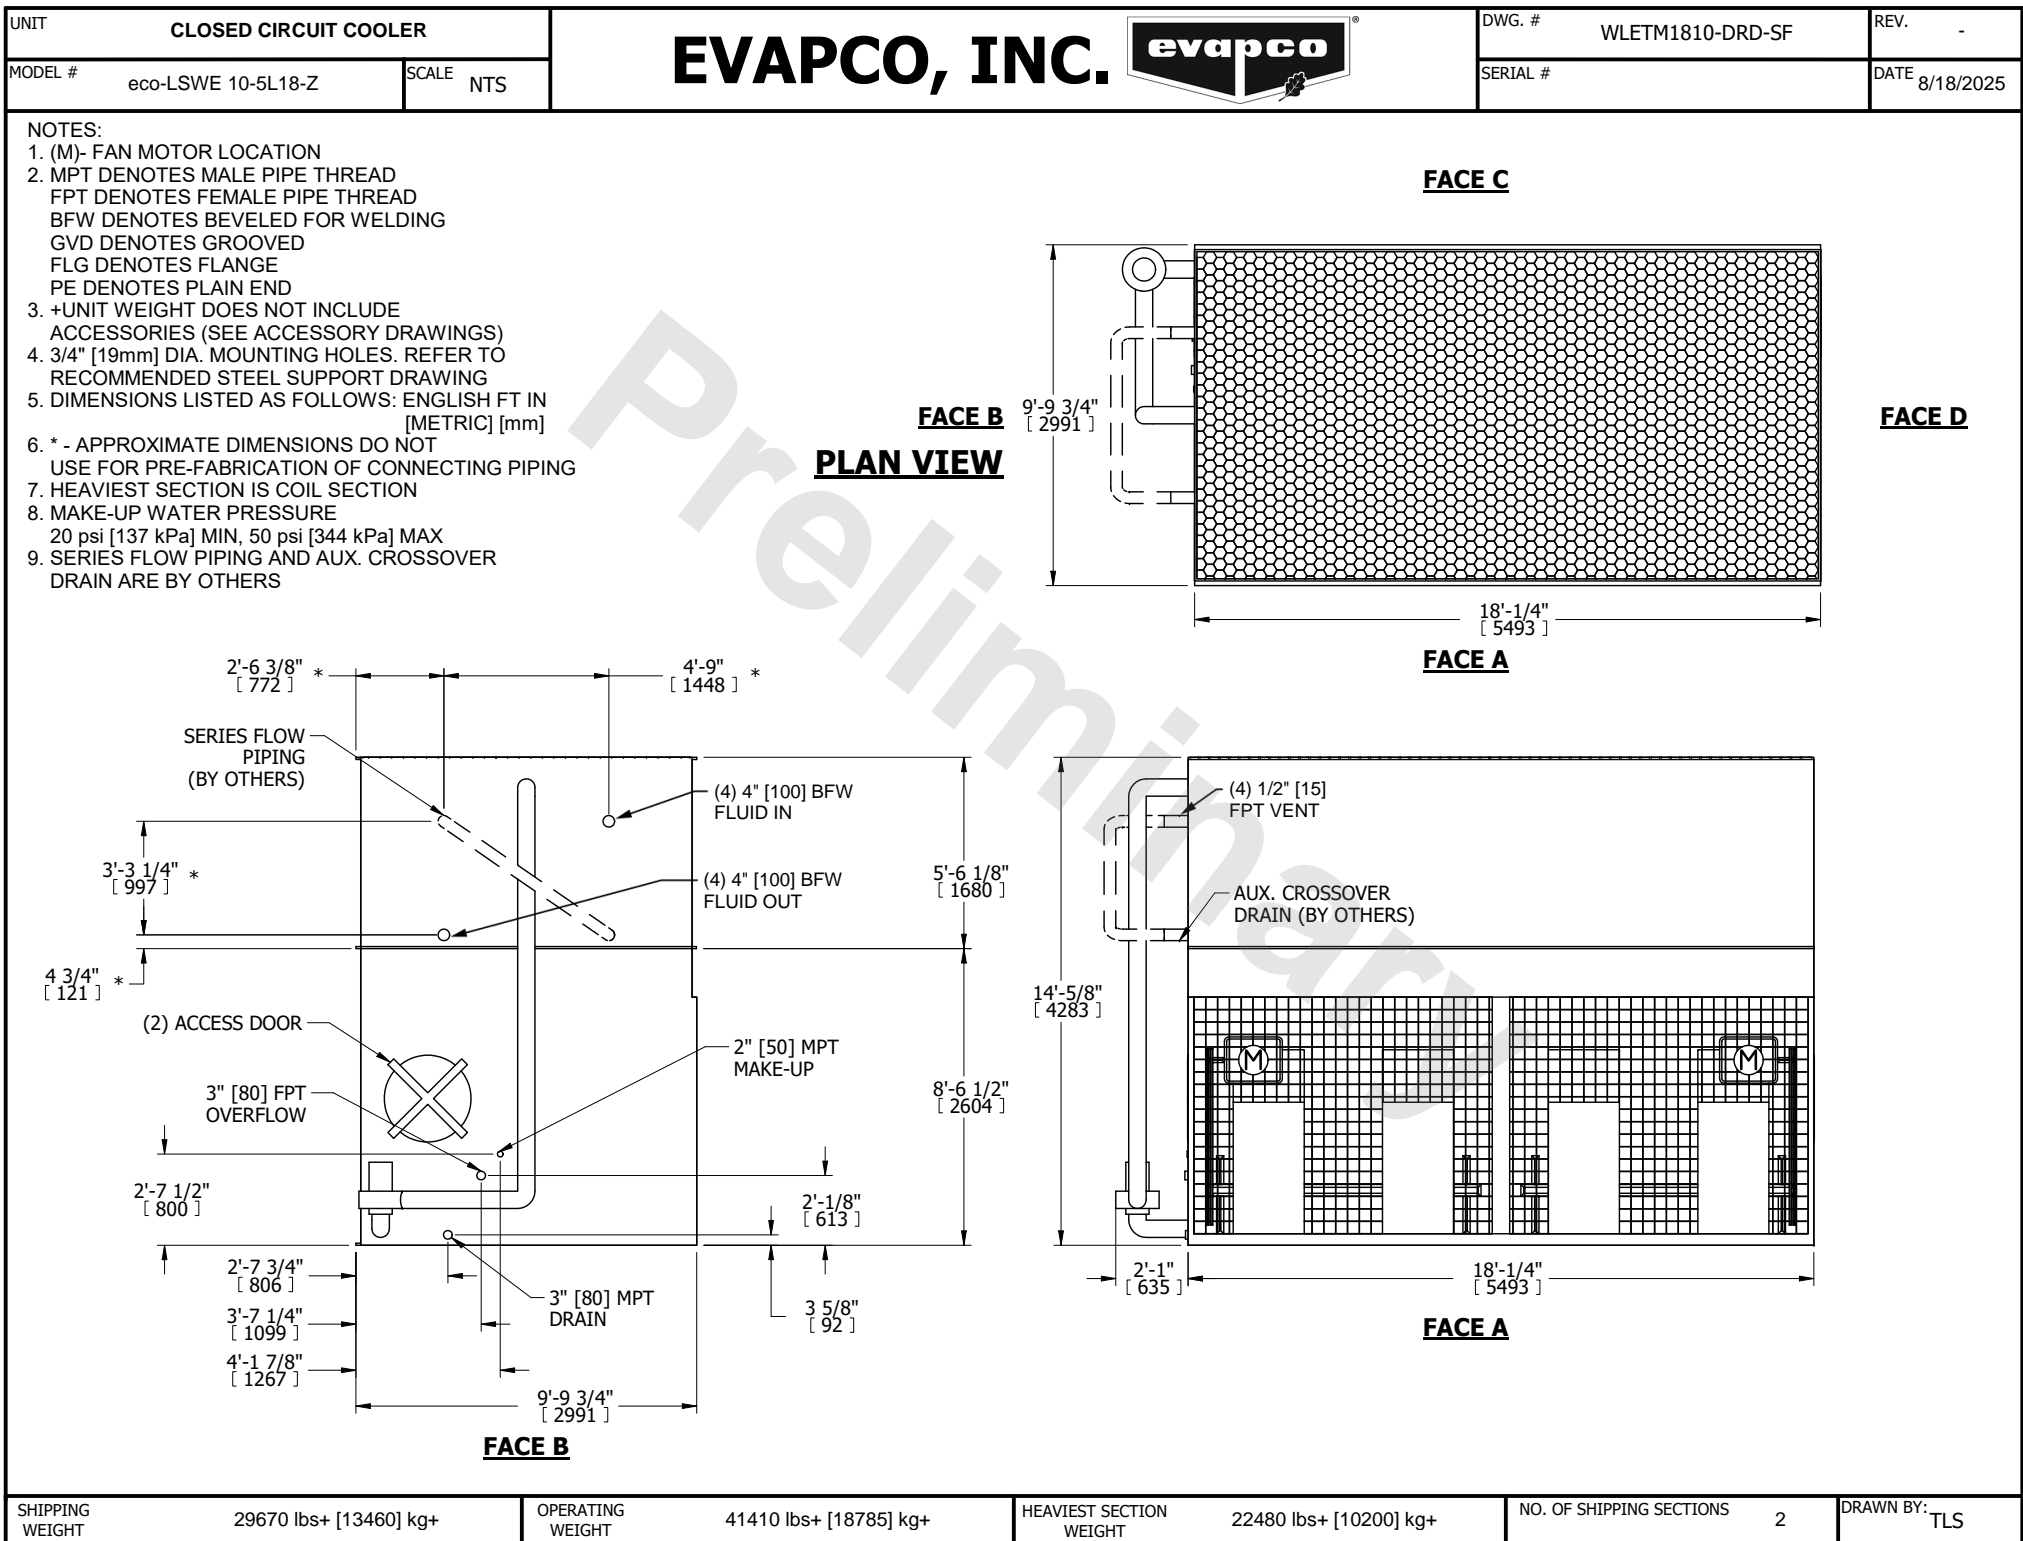 UNIT
CLOSED CIRCUIT COOLER
MODEL #
eco-LSWE 10-5L18-Z
SCALE
NTS
EVAPCO, INC.
evapco
®
DWG. #
WLETM1810-DRD-SF
REV.
-
SERIAL #
DATE
8/18/2025
NOTES:
1. (M)- FAN MOTOR LOCATION
2. MPT DENOTES MALE PIPE THREAD
FPT DENOTES FEMALE PIPE THREAD
BFW DENOTES BEVELED FOR WELDING
GVD DENOTES GROOVED
FLG DENOTES FLANGE
PE DENOTES PLAIN END
3. +UNIT WEIGHT DOES NOT INCLUDE
ACCESSORIES (SEE ACCESSORY DRAWINGS)
4. 3/4" [19mm] DIA. MOUNTING HOLES. REFER TO
RECOMMENDED STEEL SUPPORT DRAWING
5. DIMENSIONS LISTED AS FOLLOWS: ENGLISH FT IN
[METRIC] [mm]
6. * - APPROXIMATE DIMENSIONS DO NOT
USE FOR PRE-FABRICATION OF CONNECTING PIPING
7. HEAVIEST SECTION IS COIL SECTION
8. MAKE-UP WATER PRESSURE
20 psi [137 kPa] MIN, 50 psi [344 kPa] MAX
9. SERIES FLOW PIPING AND AUX. CROSSOVER
DRAIN ARE BY OTHERS
Preliminary
FACE C
FACE B
PLAN VIEW
9'-9 3/4"
[ 2991 ]
FACE D
18'-1/4"
[ 5493 ]
FACE A
2'-6 3/8" *
[ 772 ]
4'-9" *
[ 1448 ]
SERIES FLOW
PIPING
(BY OTHERS)
(4) 4" [100] BFW
FLUID IN
3'-3 1/4" *
[ 997 ]
(4) 4" [100] BFW
FLUID OUT
5'-6 1/8"
[ 1680 ]
4 3/4" *
[ 121 ]
(2) ACCESS DOOR
2" [50] MPT
MAKE-UP
3" [80] FPT
OVERFLOW
8'-6 1/2"
[ 2604 ]
2'-7 1/2"
[ 800 ]
2'-1/8"
[ 613 ]
2'-7 3/4"
[ 806 ]
3" [80] MPT
DRAIN
3 5/8"
[ 92 ]
3'-7 1/4"
[ 1099 ]
4'-1 7/8"
[ 1267 ]
9'-9 3/4"
[ 2991 ]
FACE B
(4) 1/2" [15]
FPT VENT
AUX. CROSSOVER
DRAIN (BY OTHERS)
14'-5/8"
[ 4283 ]
M
M
2'-1"
[ 635 ]
18'-1/4"
[ 5493 ]
FACE A
SHIPPING
WEIGHT
29670 lbs+ [13460] kg+
OPERATING
WEIGHT
41410 lbs+ [18785] kg+
HEAVIEST SECTION
WEIGHT
22480 lbs+ [10200] kg+
NO. OF SHIPPING SECTIONS
2
DRAWN BY:
TLS